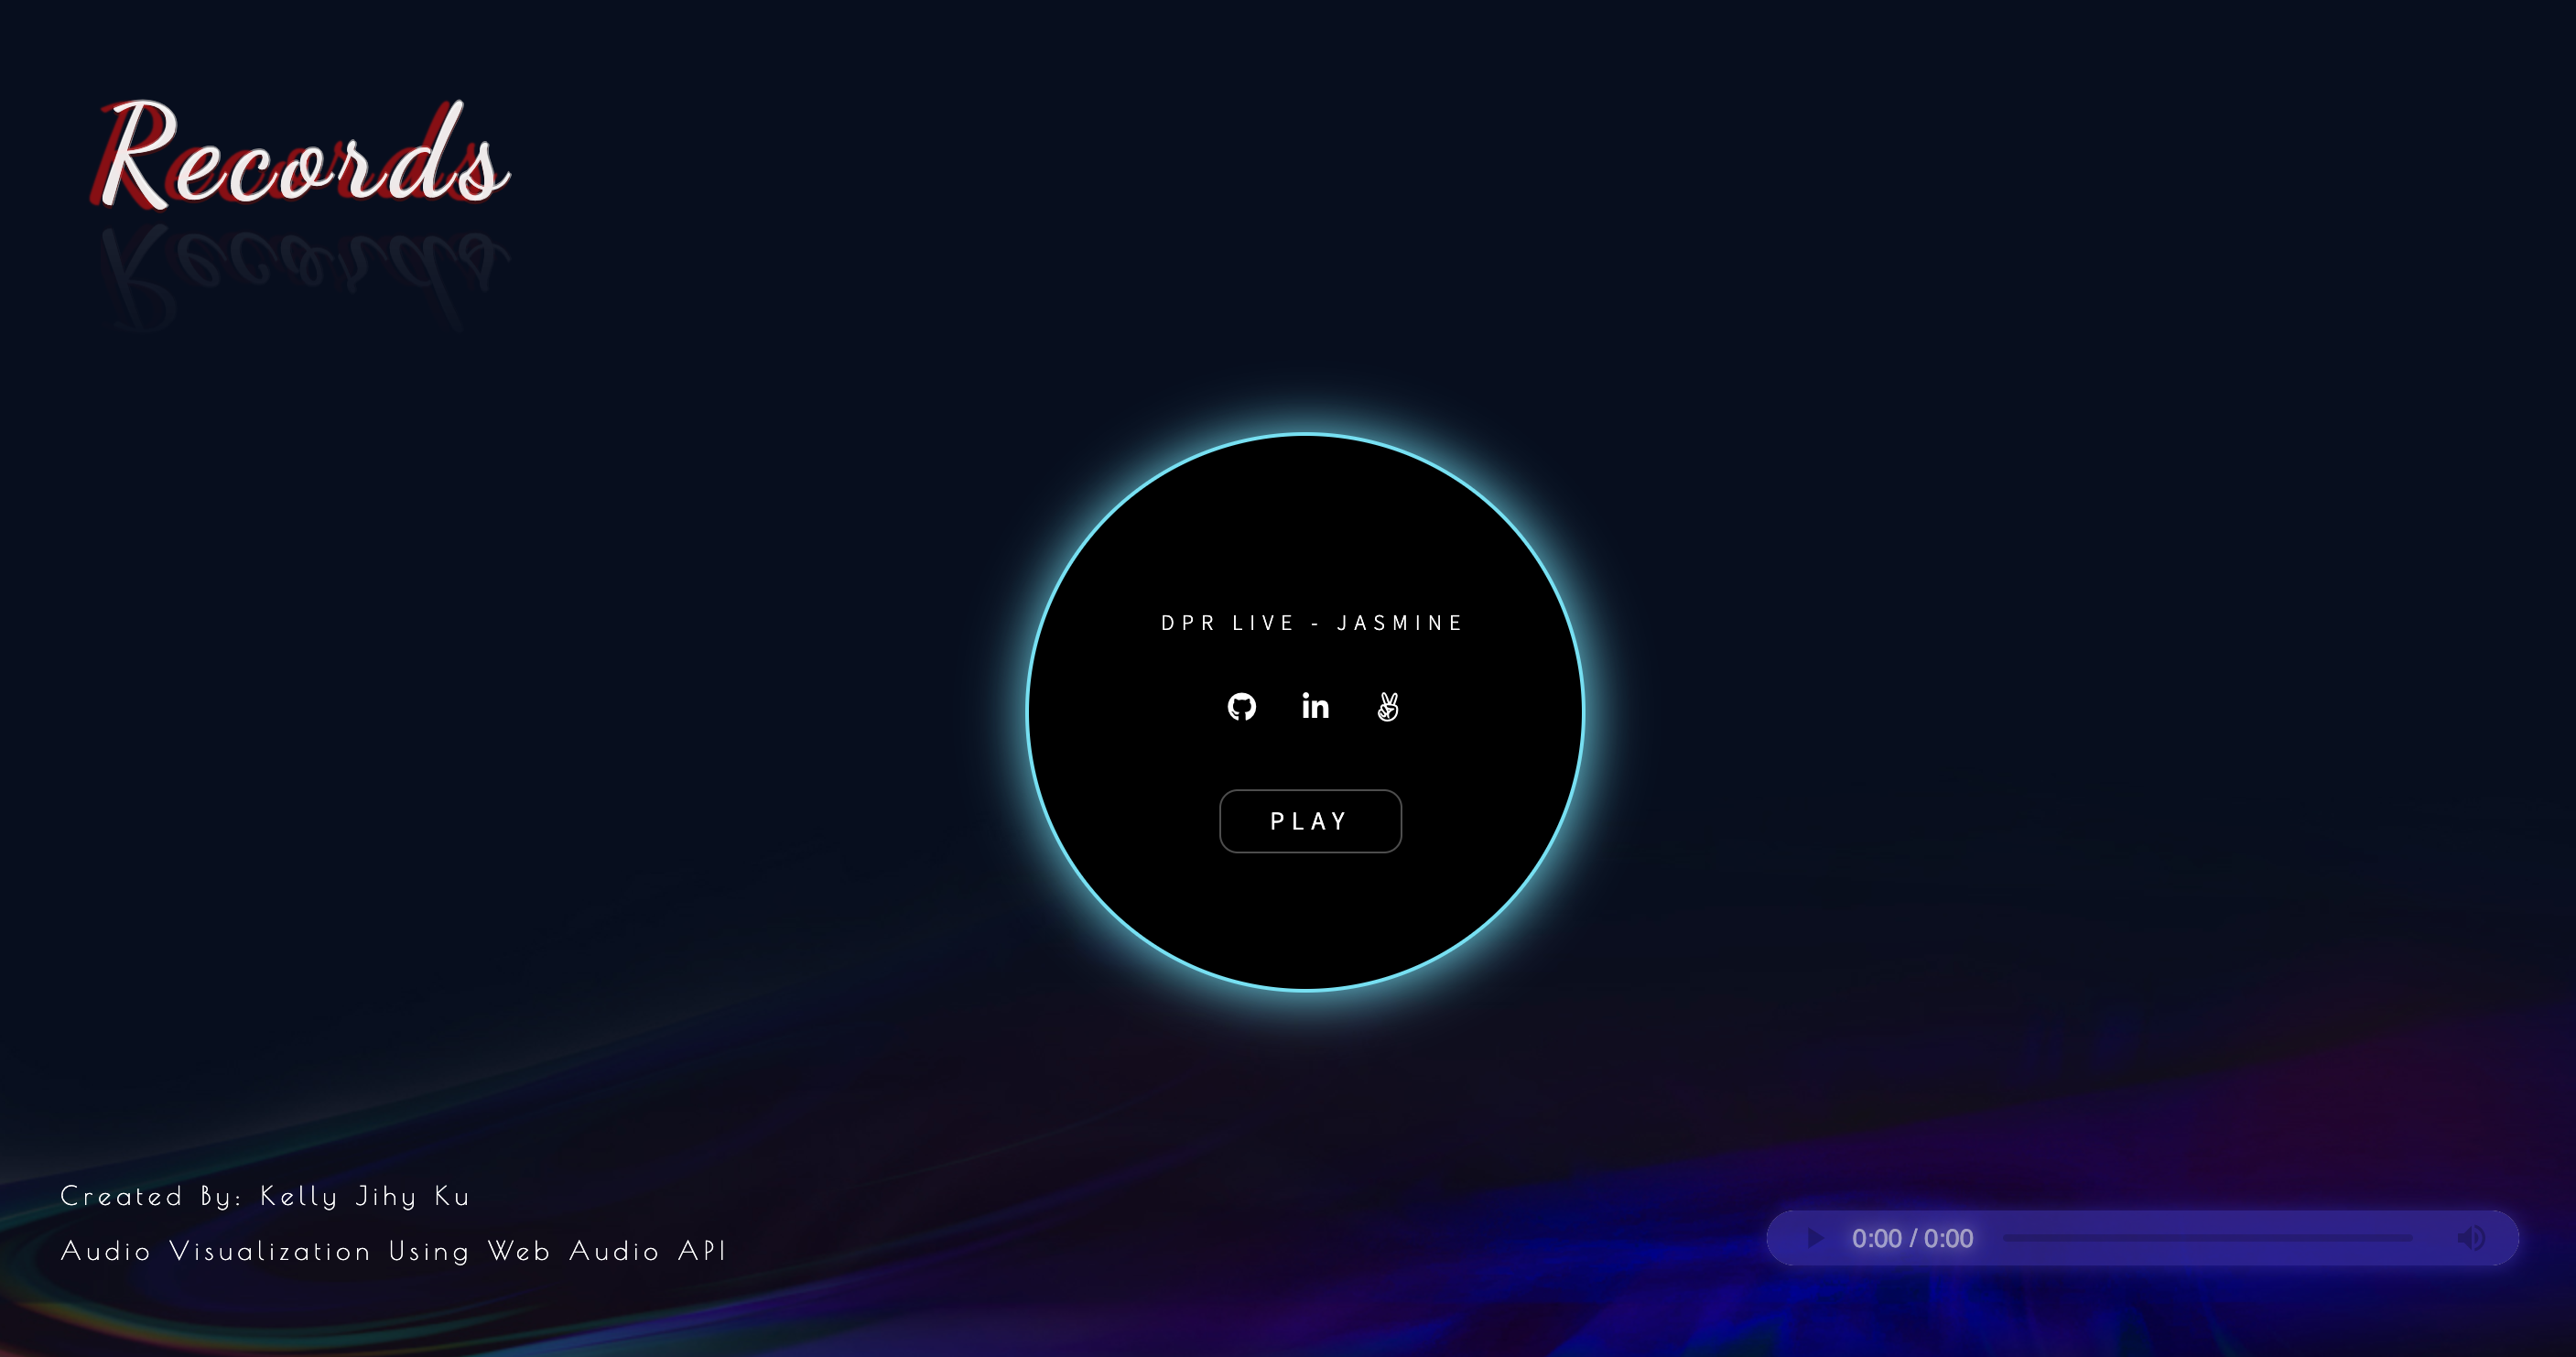 Records
DPR LIVE - JASMINE
in
PLAY
Created By: Kelly Jihy Ku
Audio Visualization Using Web Audio API
0:00 / 0:00